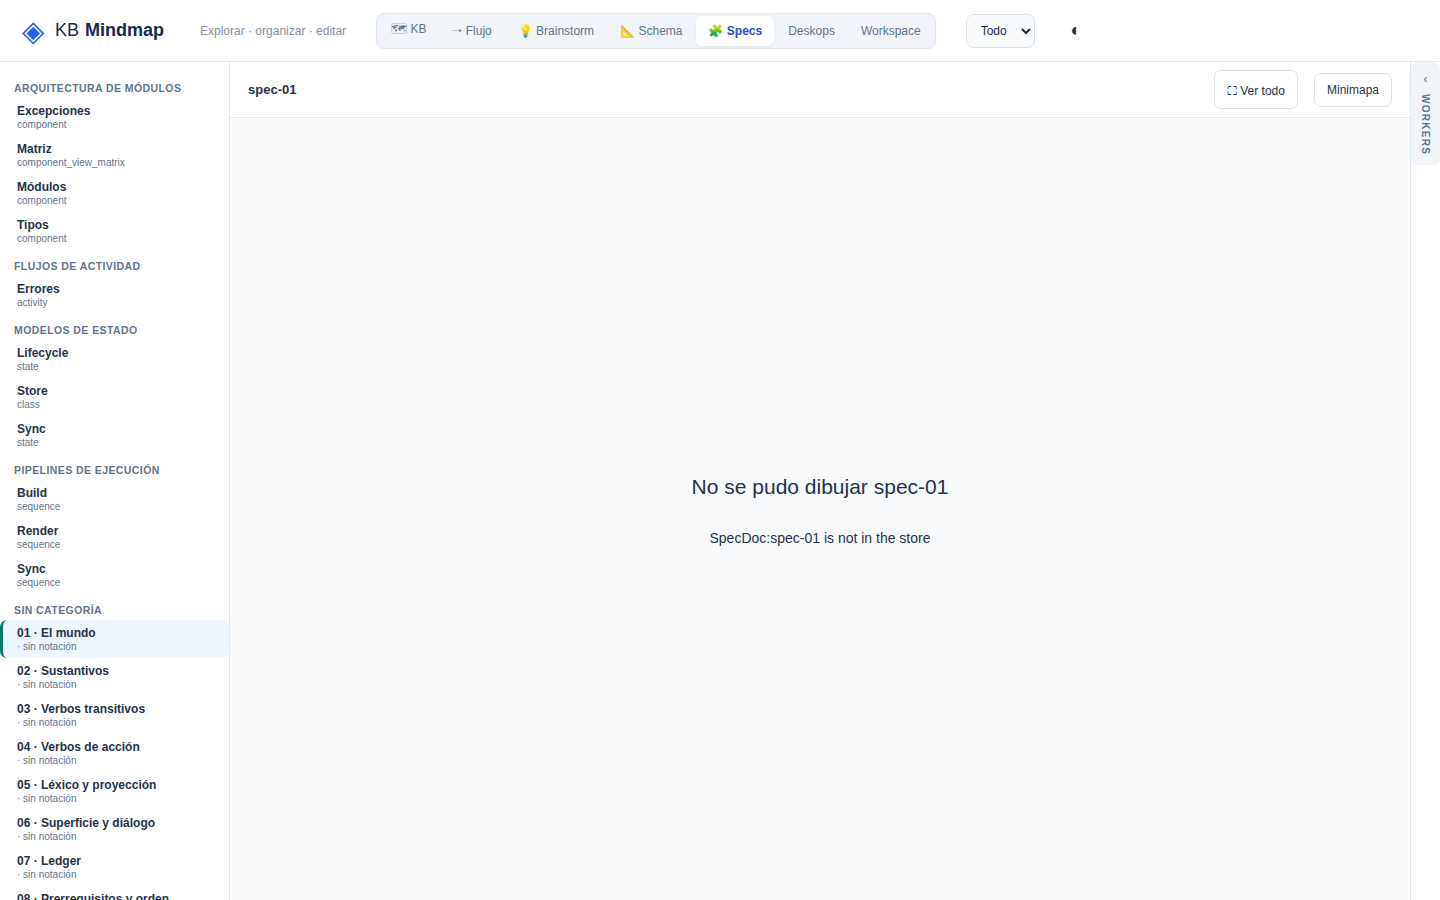 KB Mindmap
Explorar · organizar · editar
KB
Flujo
Brainstorm
Schema
Specs
Deskops
Workspace
Todo
ARQUITECTURA DE MÓDULOS
Excepciones
component
Matriz
component_view_matrix
Módulos
component
Tipos
component
FLUJOS DE ACTIVIDAD
Errores
activity
MODELOS DE ESTADO
Lifecycle
state
Store
class
Sync
state
PIPELINES DE EJECUCIÓN
Build
sequence
Render
sequence
Sync
sequence
SIN CATEGORÍA
01 · El mundo
· sin notación
02 · Sustantivos
· sin notación
03 · Verbos transitivos
· sin notación
04 · Verbos de acción
· sin notación
05 · Léxico y proyección
· sin notación
06 · Superficie y diálogo
· sin notación
07 · Ledger
· sin notación
08 · Prerrequisitos y orden
spec-01
Ver todo
Minimapa
No se pudo dibujar spec-01
SpecDoc:spec-01 is not in the store
WORKERS